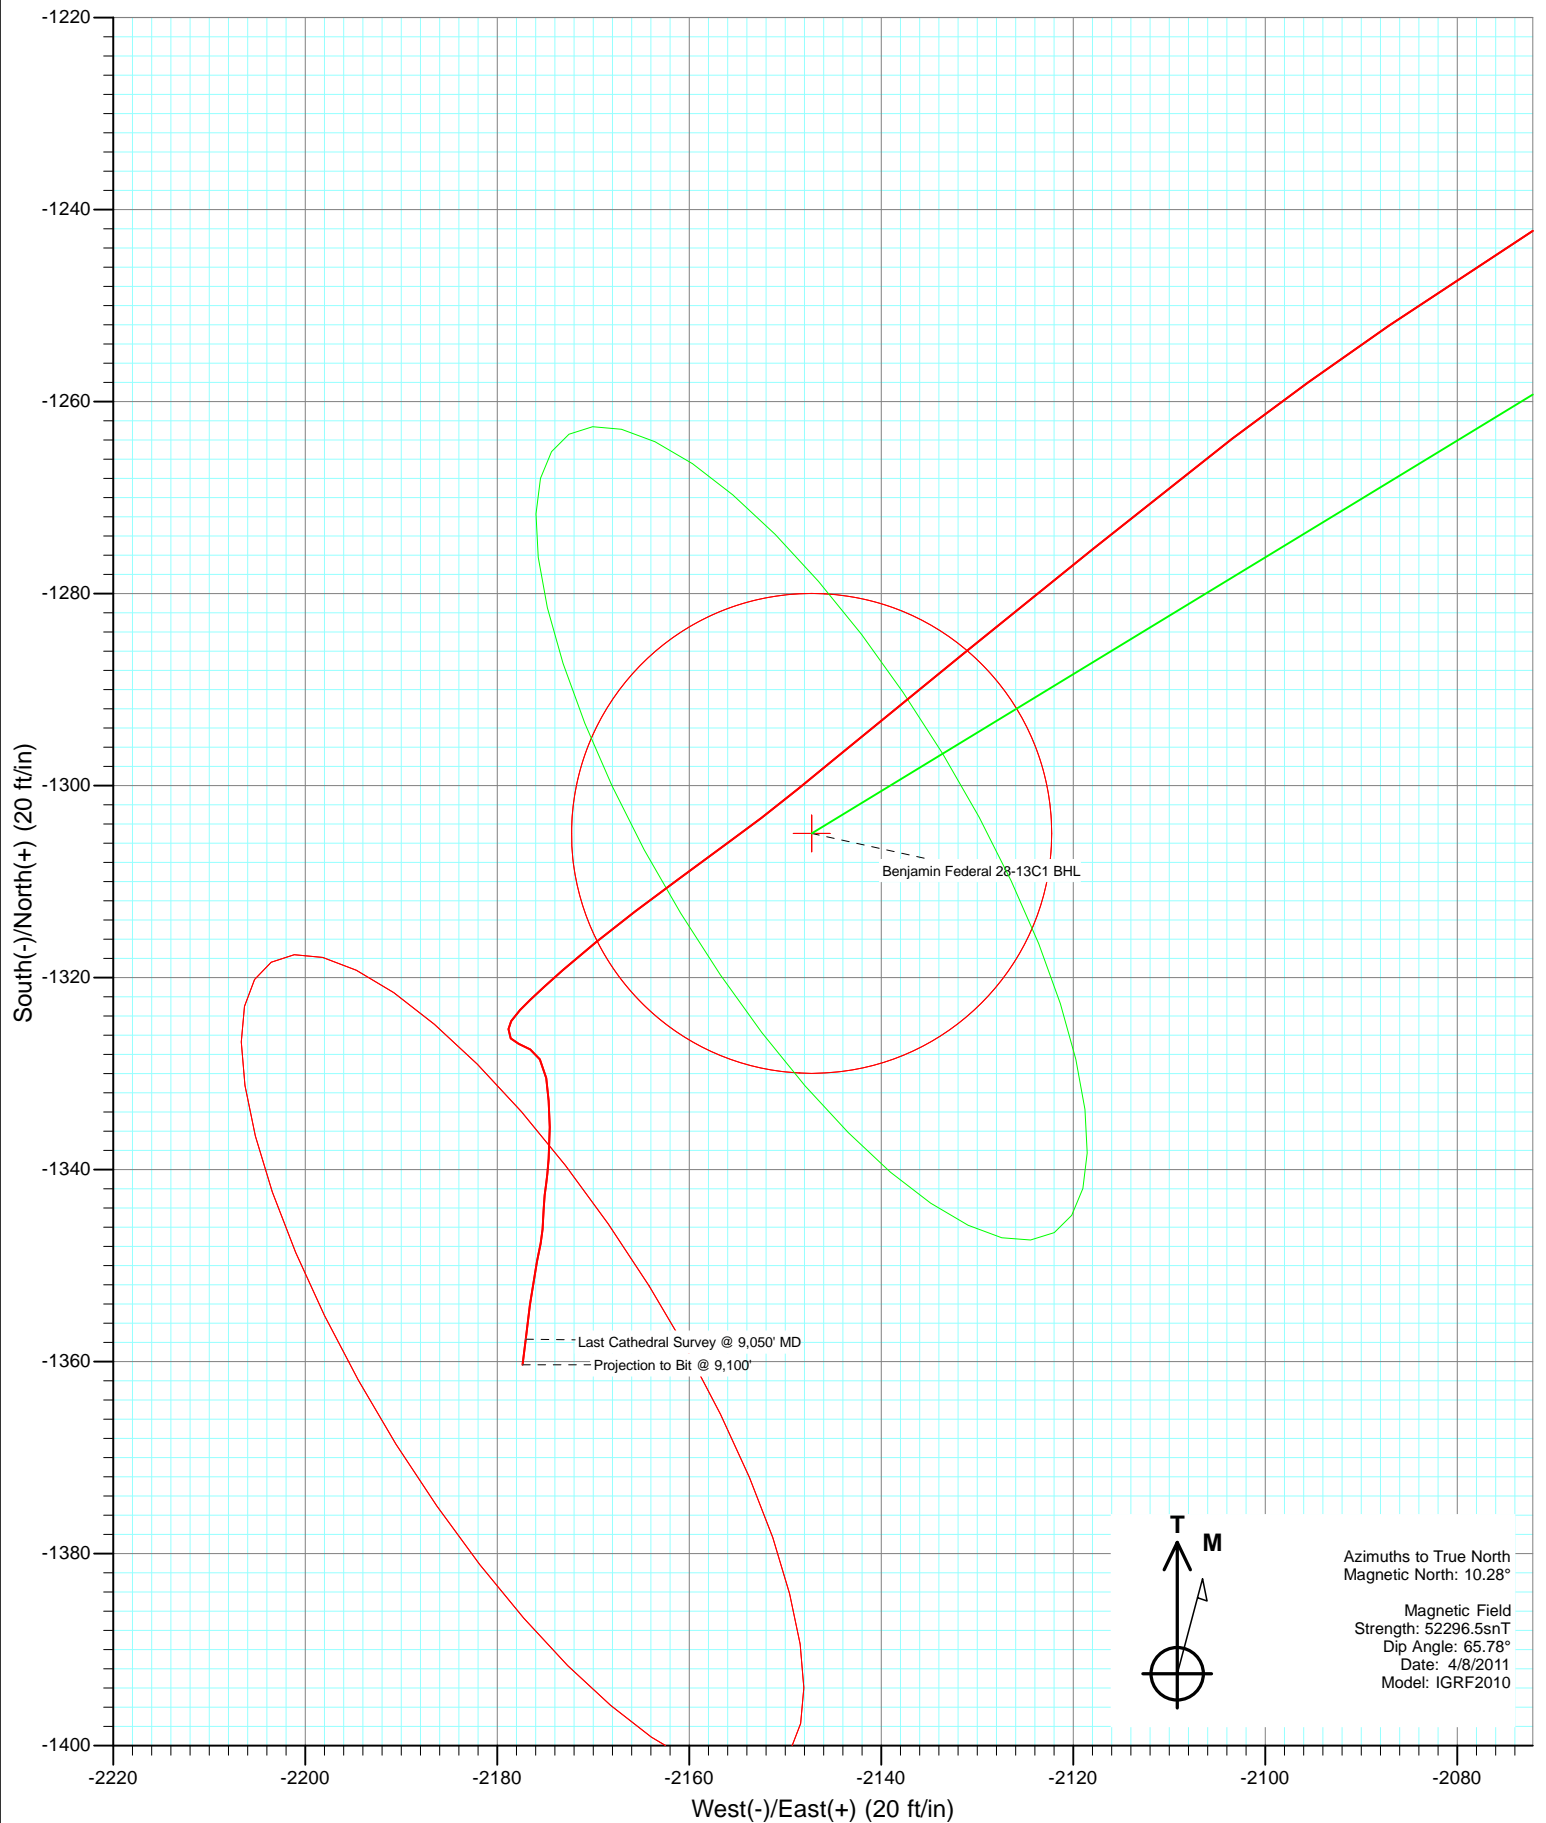 -1220
-1240
-1260
-1280
-1300
-1320
-1340
-1360
-1380
-1400
South(-)/North(+) (20 ft/in)
Benjamin Federal 28-13C1 BHL
Last Cathedral Survey @ 9,050' MD
Projection to Bit @ 9,100'
T
M
Azimuths to True North
Magnetic North: 10.28°
Magnetic Field
Strength: 52296.5snT
Dip Angle: 65.78°
Date: 4/8/2011
Model: IGRF2010
-2220 -2200 -2180 -2160 -2140 -2120 -2100 -2080
West(-)/East(+) (20 ft/in)